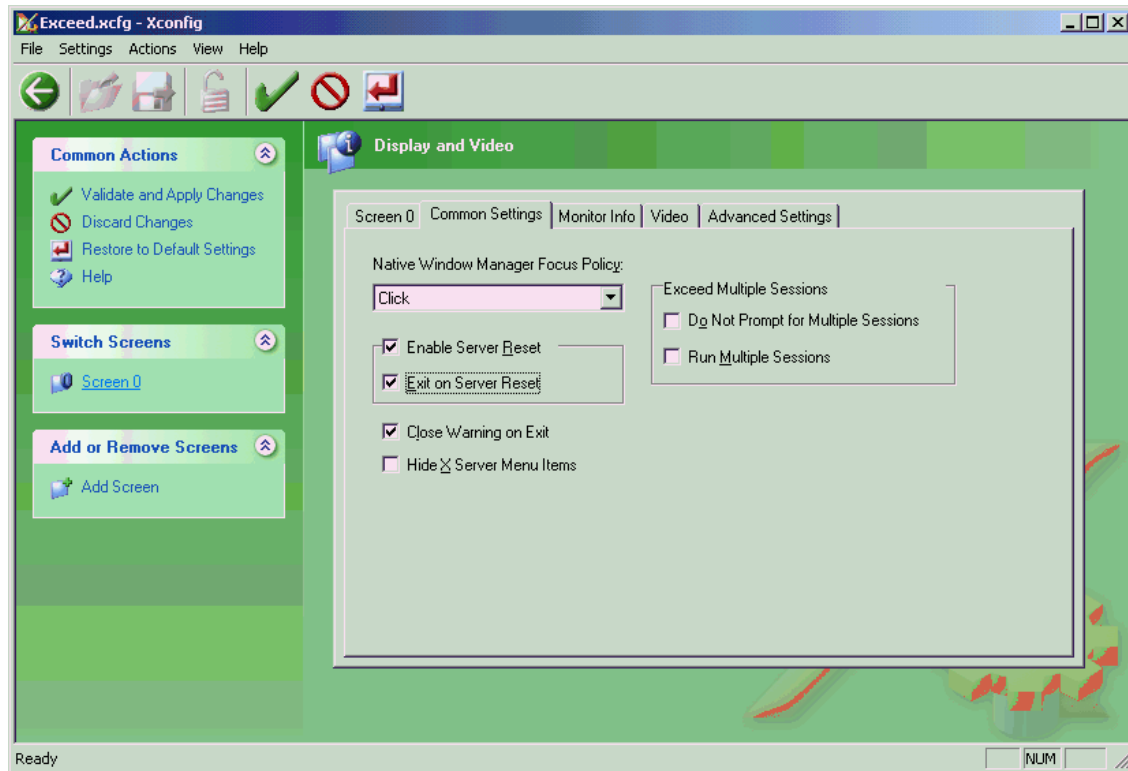 Exceed.xcfg - Xconfig
File Settings Actions View Help
Common Actions
Validate and Apply Changes
Discard Changes
Restore to Default Settings
Help
Switch Screens
Screen 0
Add or Remove Screens
Add Screen
Display and Video
Screen 0 Common Settings Monitor Info Video Advanced Settings
Native Window Manager Focus Policy:
Click
Enable Server Reset
Exit on Server Reset
Close Warning on Exit
Hide X Server Menu Items
Exceed Multiple Sessions
Do Not Prompt for Multiple Sessions
Run Multiple Sessions
Ready
NUM